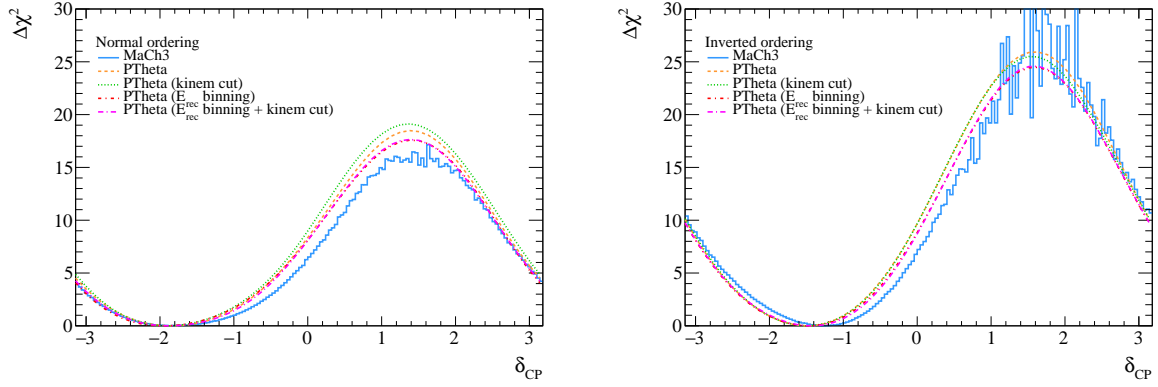 Δχ²
30
25
20
15
10
5
0
Normal ordering
MaCh3
PTheta
PTheta (kinem cut)
PTheta (E_rec binning)
PTheta (E_rec binning + kinem cut)
−3 −2 −1 0 1 2 3
δ_CP
Δχ²
30
25
20
15
10
5
0
Inverted ordering
MaCh3
PTheta
PTheta (kinem cut)
PTheta (E_rec binning)
PTheta (E_rec binning + kinem cut)
−3 −2 −1 0 1 2 3
δ_CP